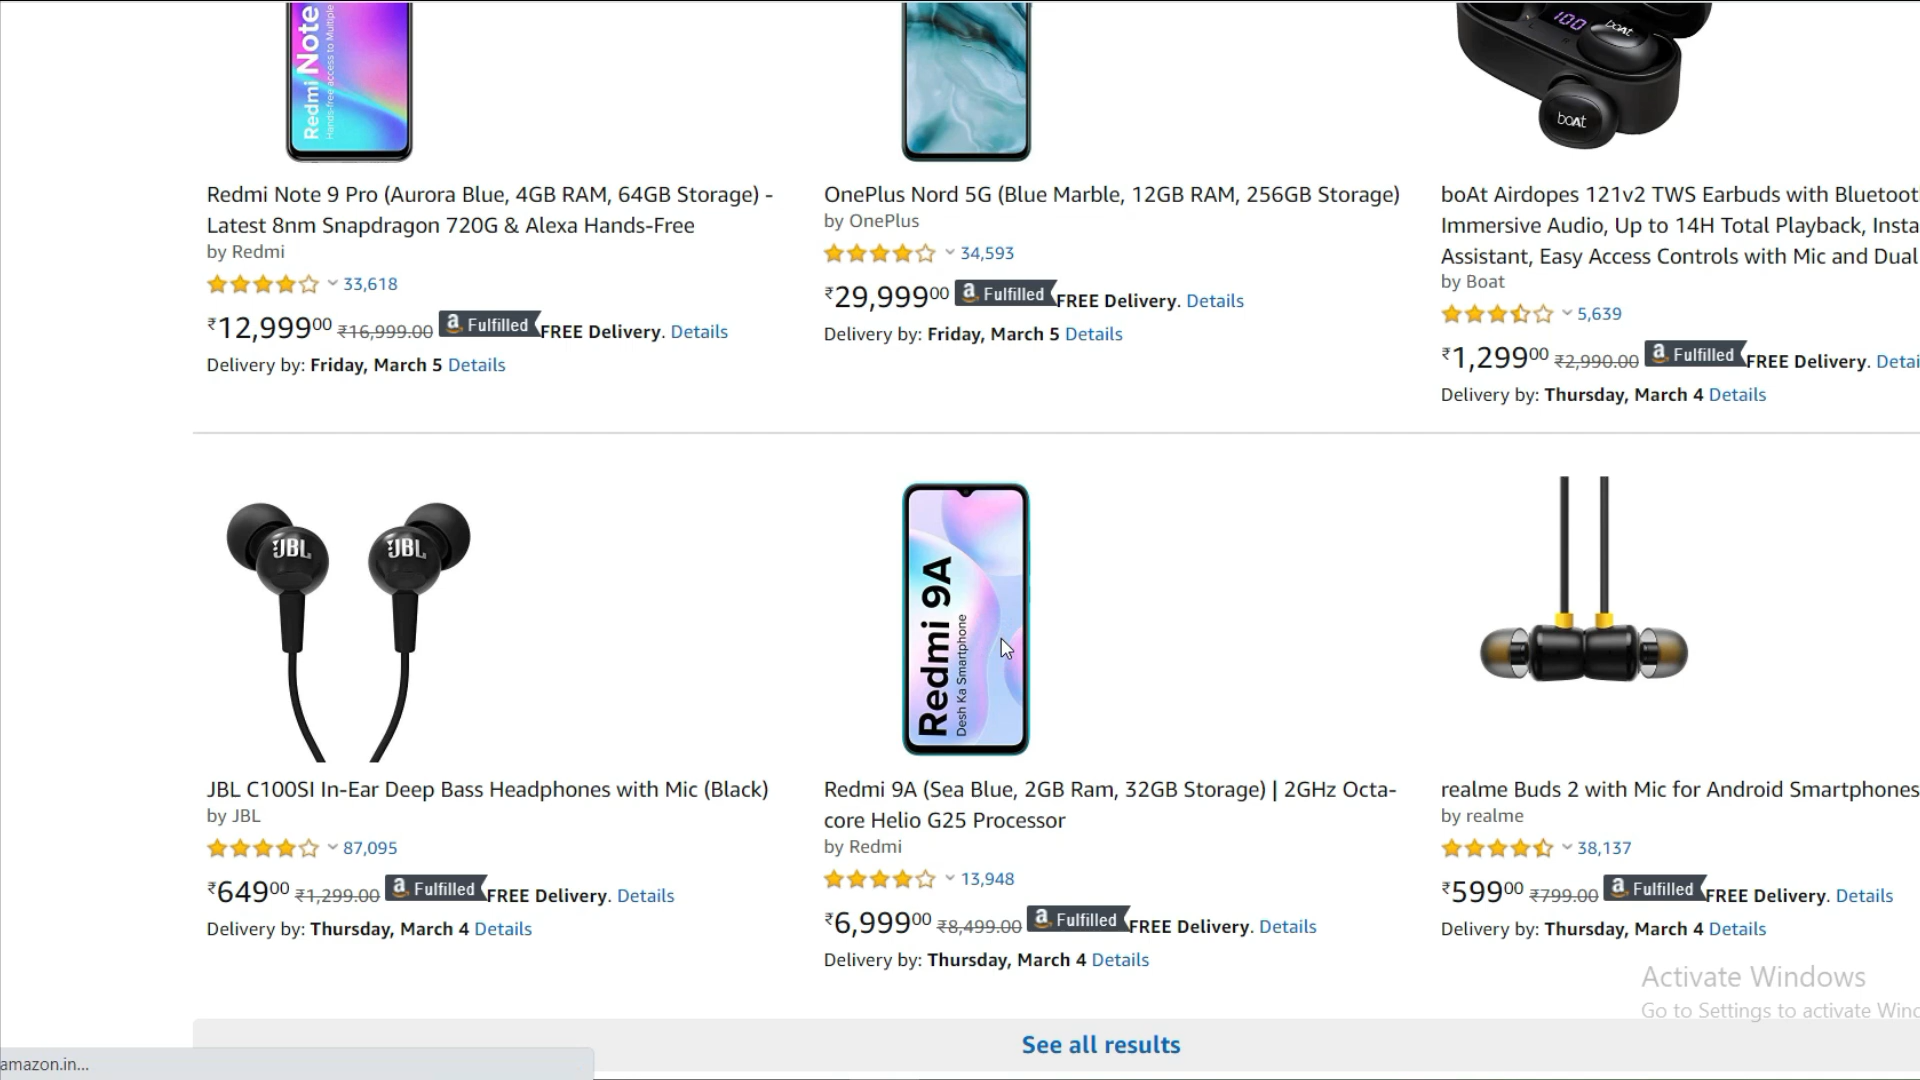 Redmi Note
Hands-free access to Multiple
100
boAt
boAt
Redmi Note 9 Pro (Aurora Blue, 4GB RAM, 64GB Storage) -
Latest 8nm Snapdragon 720G & Alexa Hands-Free
by Redmi
33,618
₹12,99900 ₹16,999.00 a Fulfilled FREE Delivery. Details
Delivery by: Friday, March 5 Details
OnePlus Nord 5G (Blue Marble, 12GB RAM, 256GB Storage)
by OnePlus
34,593
₹29,99900 a Fulfilled FREE Delivery. Details
Delivery by: Friday, March 5 Details
boAt Airdopes 121v2 TWS Earbuds with Bluetoot
Immersive Audio, Up to 14H Total Playback, Insta
Assistant, Easy Access Controls with Mic and Dual
by Boat
5,639
₹1,29900 ₹2,990.00 a Fulfilled FREE Delivery. Detai
Delivery by: Thursday, March 4 Details
JBL JBL
Redmi 9A
Desh Ka Smartphone
JBL C100SI In-Ear Deep Bass Headphones with Mic (Black)
by JBL
87,095
₹64900 ₹1,299.00 a Fulfilled FREE Delivery. Details
Delivery by: Thursday, March 4 Details
Redmi 9A (Sea Blue, 2GB Ram, 32GB Storage) | 2GHz Octa-
core Helio G25 Processor
by Redmi
13,948
₹6,99900 ₹8,499.00 a Fulfilled FREE Delivery. Details
Delivery by: Thursday, March 4 Details
realme Buds 2 with Mic for Android Smartphones
by realme
38,137
₹59900 ₹799.00 a Fulfilled FREE Delivery. Details
Delivery by: Thursday, March 4 Details
Activate Windows
Go to Settings to activate Wind
See all results
amazon.in...